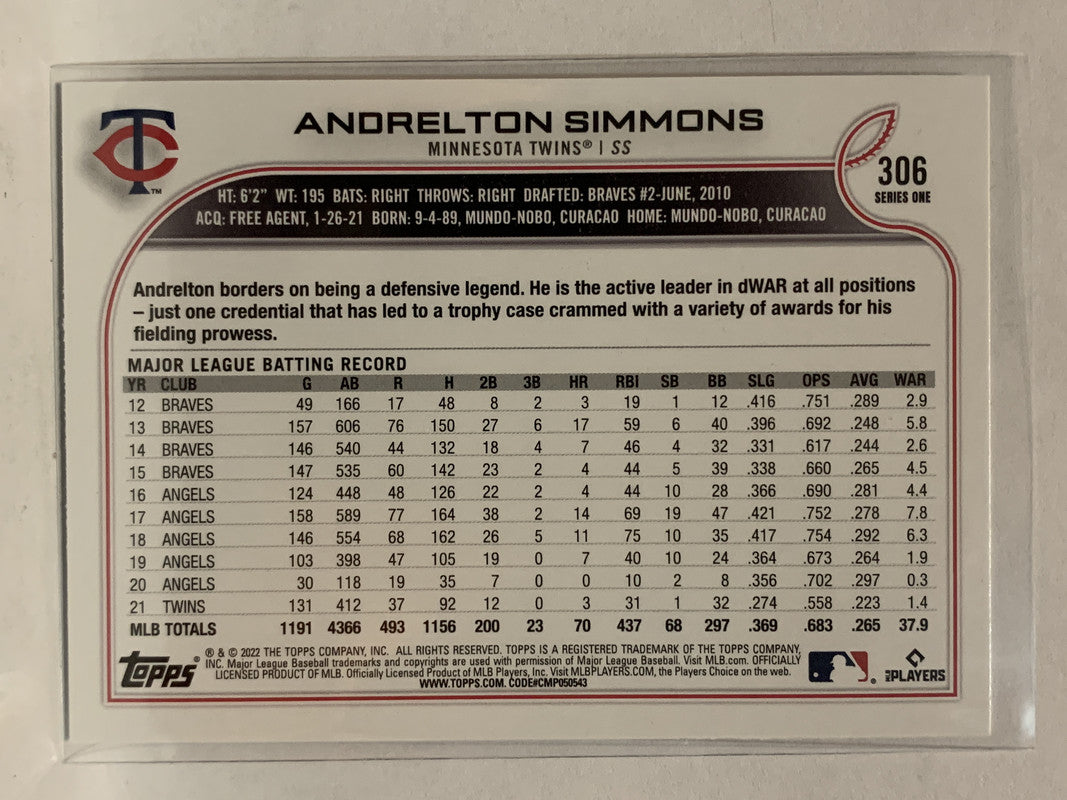 TC™
ANDRELTON SIMMONS
MINNESOTA TWINS® | SS
306
SERIES ONE
HT: 6'2" WT: 195 BATS: RIGHT THROWS: RIGHT DRAFTED: BRAVES #2-JUNE, 2010
ACQ: FREE AGENT, 1-26-21 BORN: 9-4-89, MUNDO-NOBO, CURACAO HOME: MUNDO-NOBO, CURACAO
Andrelton borders on being a defensive legend. He is the active leader in dWAR at all positions
– just one credential that has led to a trophy case crammed with a variety of awards for his
fielding prowess.
MAJOR LEAGUE BATTING RECORD
YR CLUB G AB R H 2B 3B HR RBI SB BB SLG OPS AVG WAR
12 BRAVES 49 166 17 48 8 2 3 19 1 12 .416 .751 .289 2.9
13 BRAVES 157 606 76 150 27 6 17 59 6 40 .396 .692 .248 5.8
14 BRAVES 146 540 44 132 18 4 7 46 4 32 .331 .617 .244 2.6
15 BRAVES 147 535 60 142 23 2 4 44 5 39 .338 .660 .265 4.5
16 ANGELS 124 448 48 126 22 2 4 44 10 28 .366 .690 .281 4.4
17 ANGELS 158 589 77 164 38 2 14 69 19 47 .421 .752 .278 7.8
18 ANGELS 146 554 68 162 26 5 11 75 10 35 .417 .754 .292 6.3
19 ANGELS 103 398 47 105 19 0 7 40 10 24 .364 .673 .264 1.9
20 ANGELS 30 118 19 35 7 0 0 10 2 8 .356 .702 .297 0.3
21 TWINS 131 412 37 92 12 0 3 31 1 32 .274 .558 .223 1.4
MLB TOTALS 1191 4366 493 1156 200 23 70 437 68 297 .369 .683 .265 37.9
Topps®
® & © 2022 THE TOPPS COMPANY, INC. ALL RIGHTS RESERVED. TOPPS IS A REGISTERED TRADEMARK OF THE TOPPS COMPANY,
INC. Major League Baseball trademarks and copyrights are used with permission of Major League Baseball. Visit MLB.com. OFFICIALLY
LICENSED PRODUCT OF MLB. Officially Licensed Product of MLB Players, Inc. Visit MLBPLAYERS.COM, the Players Choice on the web.
WWW.TOPPS.COM. CODE#CMP050543
MLB PLAYERS